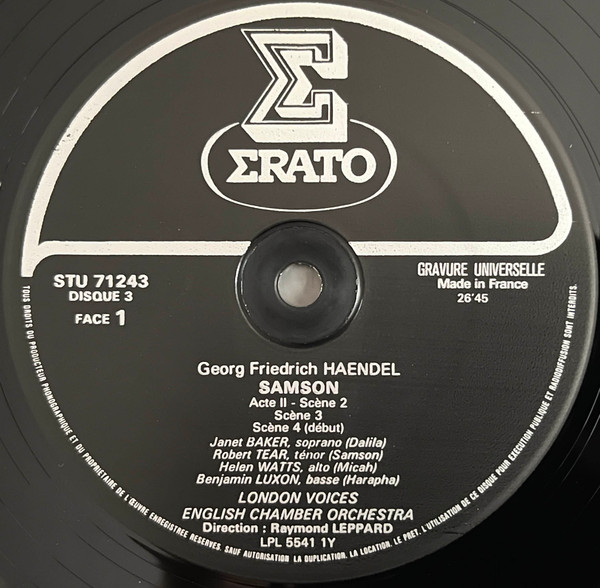 Σ
ΣRATO
STU 71243
DISQUE 3
FACE 1
GRAVURE UNIVERSELLE
Made in France
26'45
Georg Friedrich HAENDEL
SAMSON
Acte II - Scène 2
Scène 3
Scène 4 (début)
Janet BAKER, soprano (Dalila)
Robert TEAR, ténor (Samson)
Helen WATTS, alto (Micah)
Benjamin LUXON, basse (Harapha)
LONDON VOICES
ENGLISH CHAMBER ORCHESTRA
Direction : Raymond LEPPARD
LPL 5541 1Y
TOUS DROITS DU PRODUCTEUR PHONOGRAPHIQUE ET DU PROPRIETAIRE DE L'ŒUVRE ENREGISTREE RESERVES. SAUF AUTORISATION LA DUPLICATION, LA LOCATION, LE PRET, L'UTILISATION DE CE DISQUE POUR EXECUTION PUBLIQUE ET RADIODIFFUSION SONT INTERDITS.